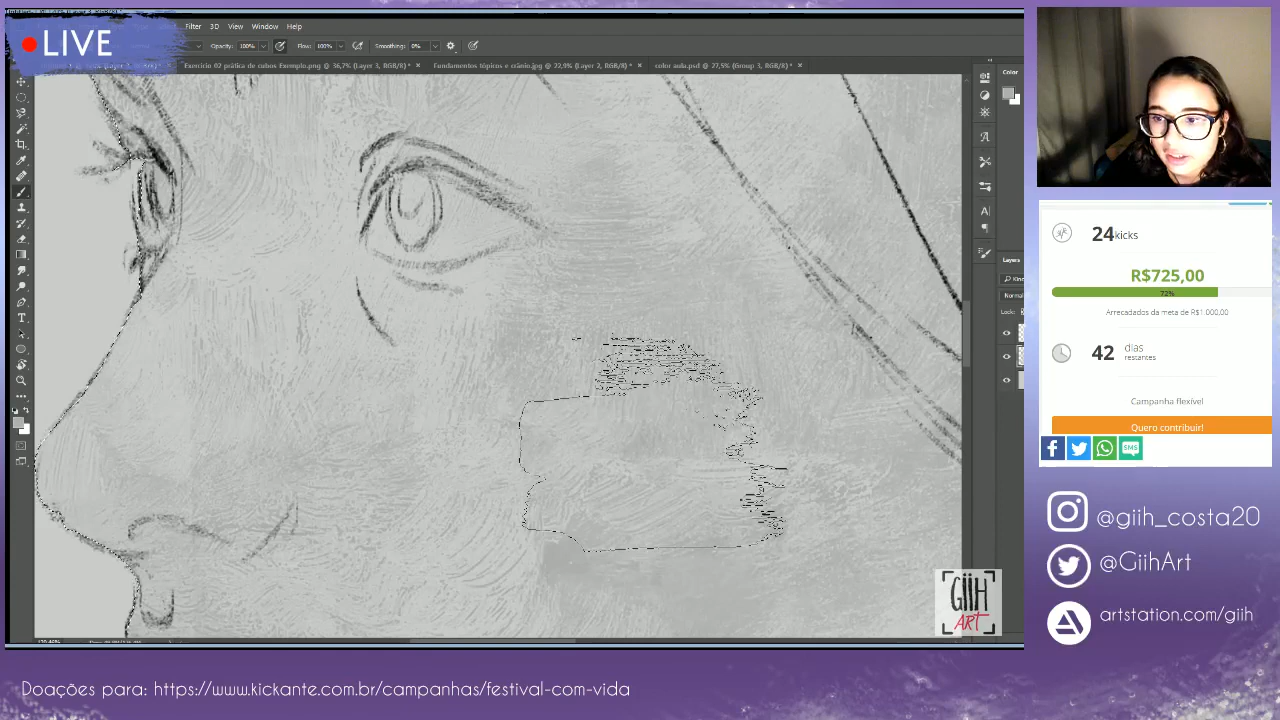 LIVE
Filter 3D View Window Help
Opacity: 100% Flow: 100% Smoothing: 0%
Exercício 02 prática de cubos Exemplo.png @ 36,7% (Layer 3, RGB/8) * × Fundamentos tópicos e crânio.jpg @ 22,9% (Layer 2, RGB/8) * × color aula.psd @ 27,5% (Group 3, RGB/8) * ×
Color
Layers
Normal
Lock:
GiiH
ART
24 kicks
R$725,00
72%
Arrecadados da meta de R$1.000,00
42 dias
restantes
Campanha flexível
Quero contribuir!
SMS
@giih_costa20
@GiihArt
artstation.com/giih
Doações para: https://www.kickante.com.br/campanhas/festival-com-vida